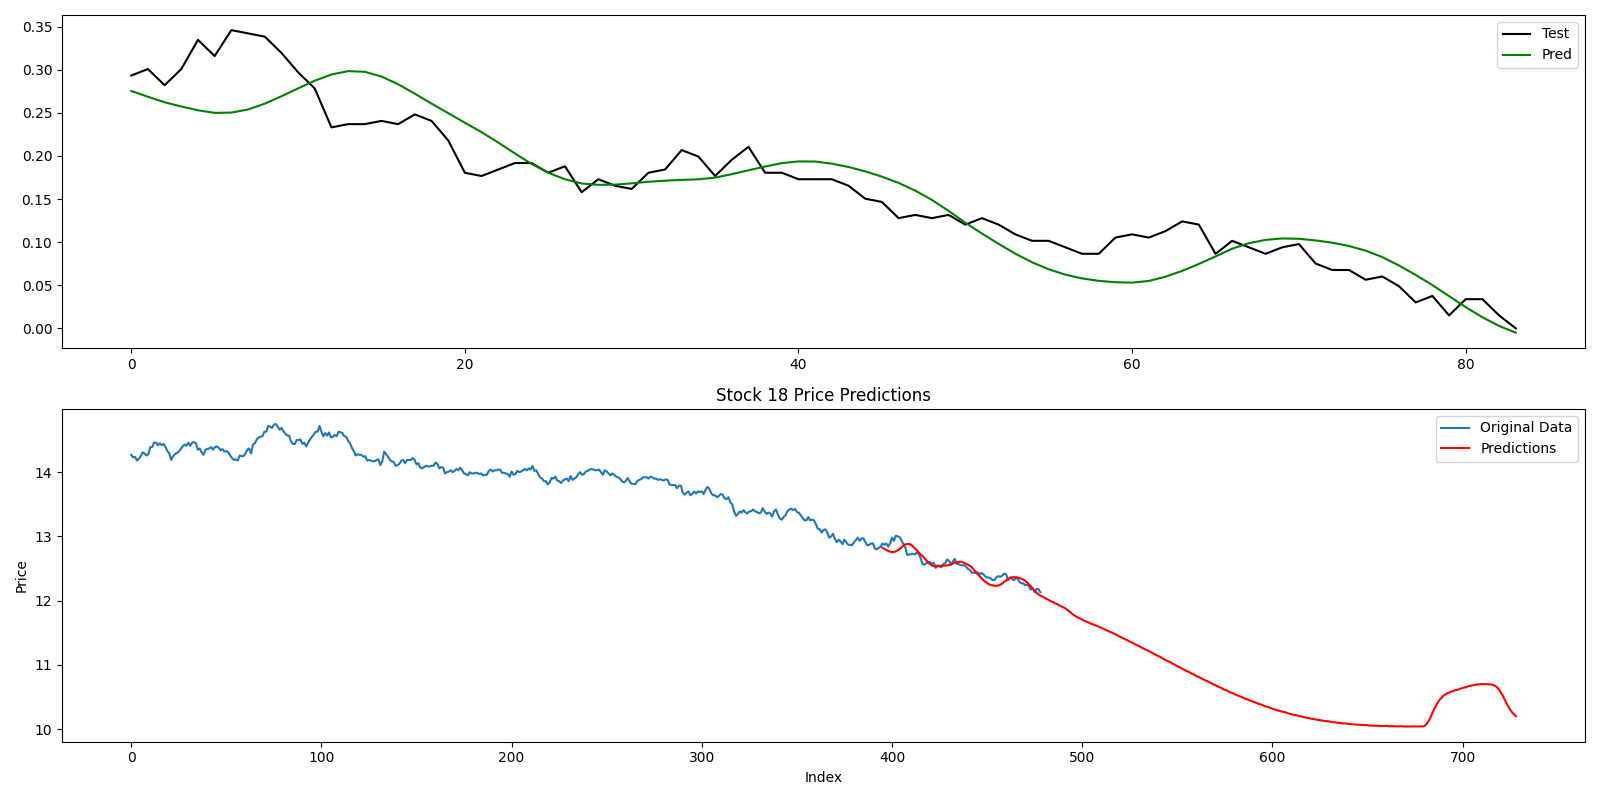 0.35
0.30
0.25
0.20
0.15
0.10
0.05
0.00
Test
Pred
0 20 40 60 80
Stock 18 Price Predictions
Original Data
Predictions
14
13
12
11
10
Price
0 100 200 300 400 500 600 700
Index